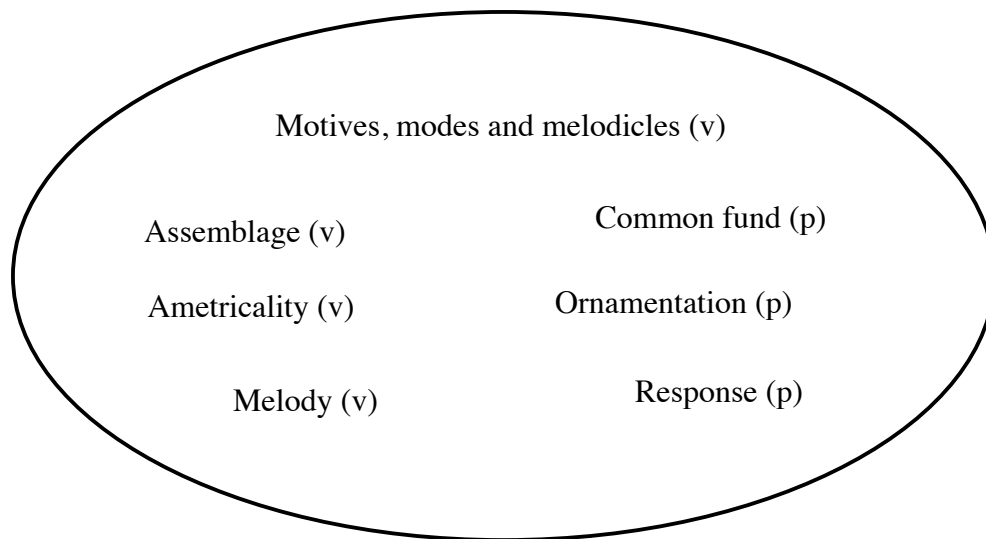 Motives, modes and melodicles (v)
Assemblage (v)
Common fund (p)
Ametricality (v)
Ornamentation (p)
Melody (v)
Response (p)